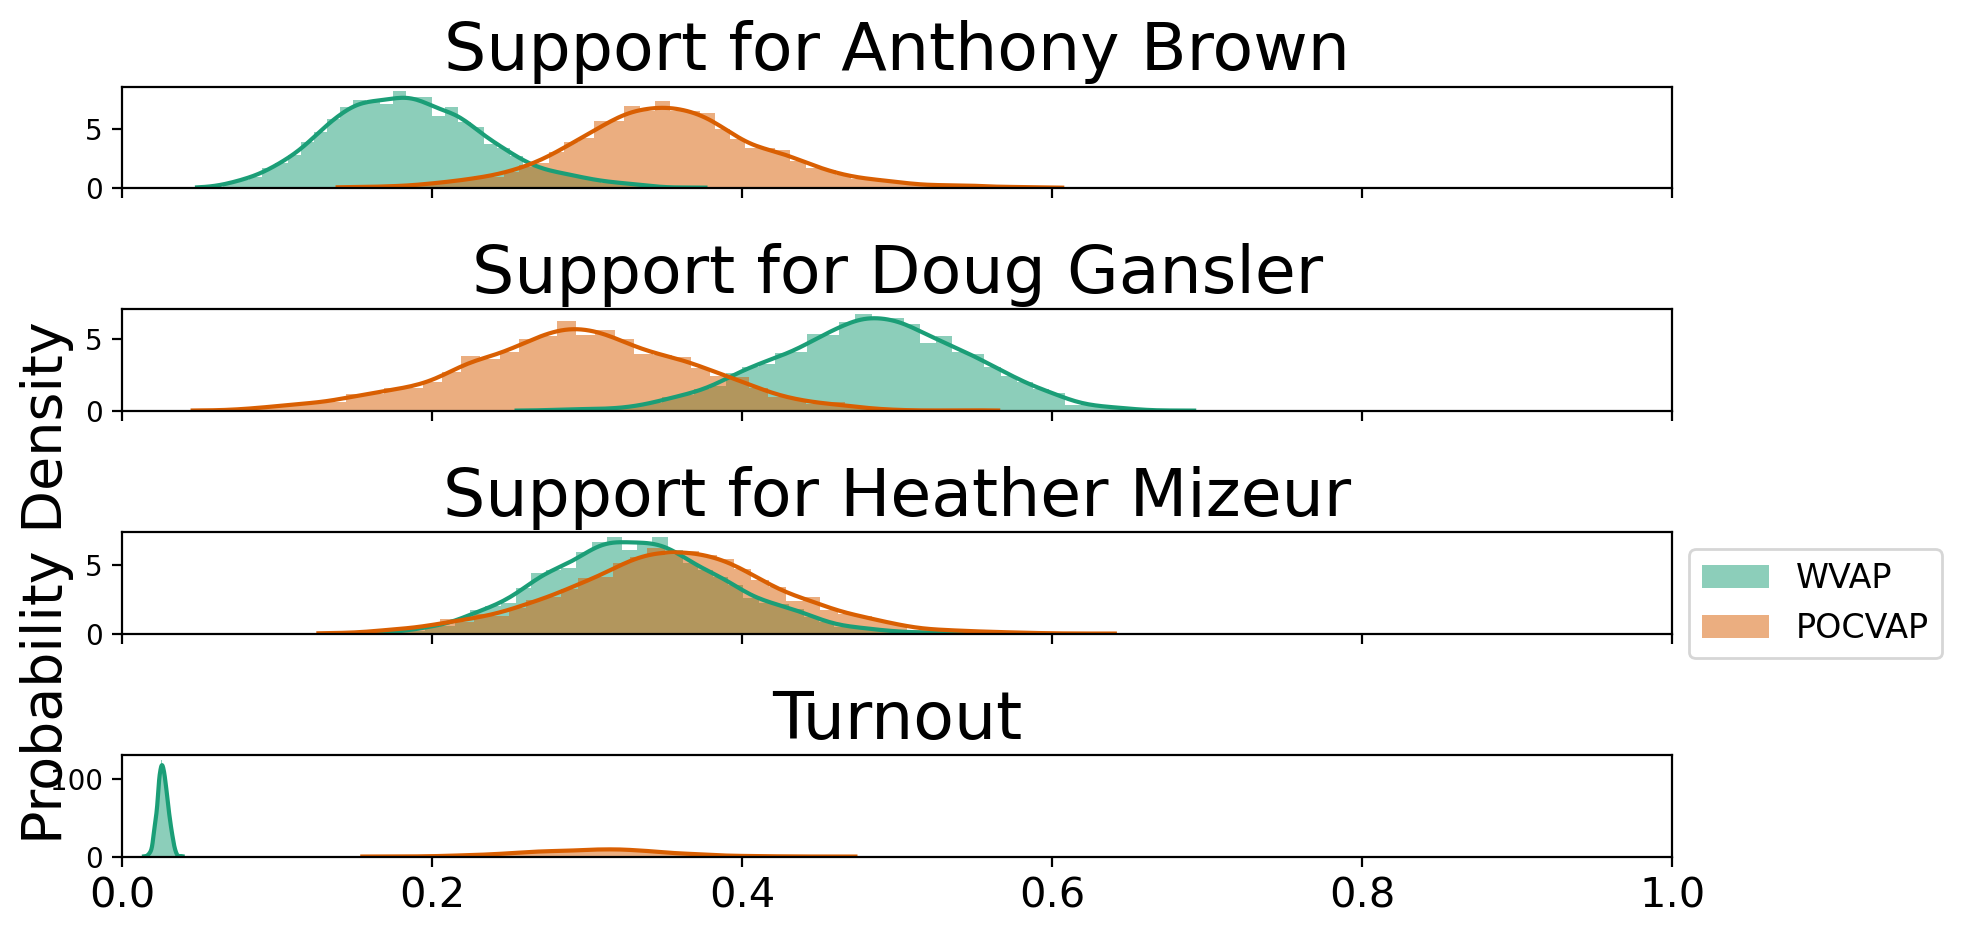 Support for Anthony Brown
5
0
Support for Doug Gansler
5
0
Probability Density
Support for Heather Mizeur
5
0
WVAP
POCVAP
Turnout
100
0
0.0 0.2 0.4 0.6 0.8 1.0